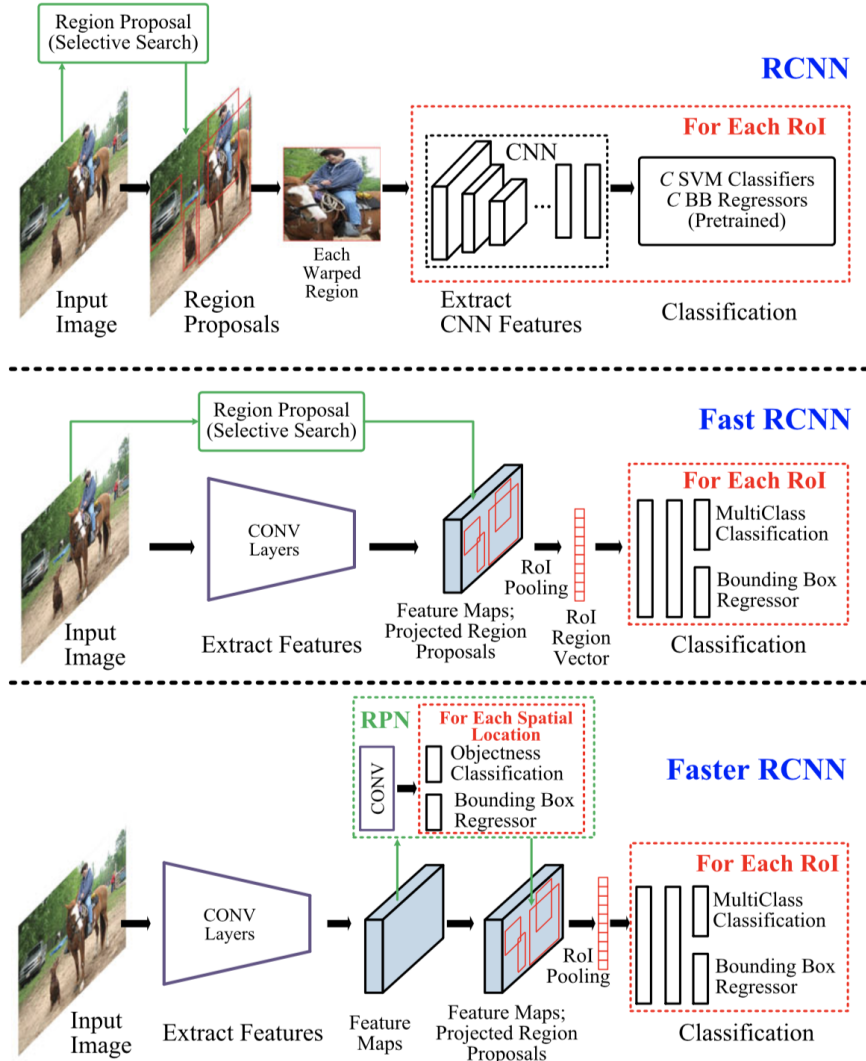 Region Proposal
(Selective Search)
RCNN
For Each RoI
CNN
...
C SVM Classifiers
C BB Regressors
(Pretrained)
Each
Warped
Region
Input
Image
Region
Proposals
Extract
CNN Features
Classification
Region Proposal
(Selective Search)
Fast RCNN
For Each RoI
CONV
Layers
MultiClass
Classification
Bounding Box
Regressor
RoI
Pooling
Input
Image
Extract Features
Feature Maps;
Projected Region
Proposals
RoI
Region
Vector
Classification
RPN
For Each Spatial
Location
CONV
Objectness
Classification
Bounding Box
Regressor
Faster RCNN
For Each RoI
CONV
Layers
MultiClass
Classification
Bounding Box
Regressor
RoI
Pooling
Input
Image
Extract Features
Feature
Maps
Feature Maps;
Projected Region
Proposals
Classification